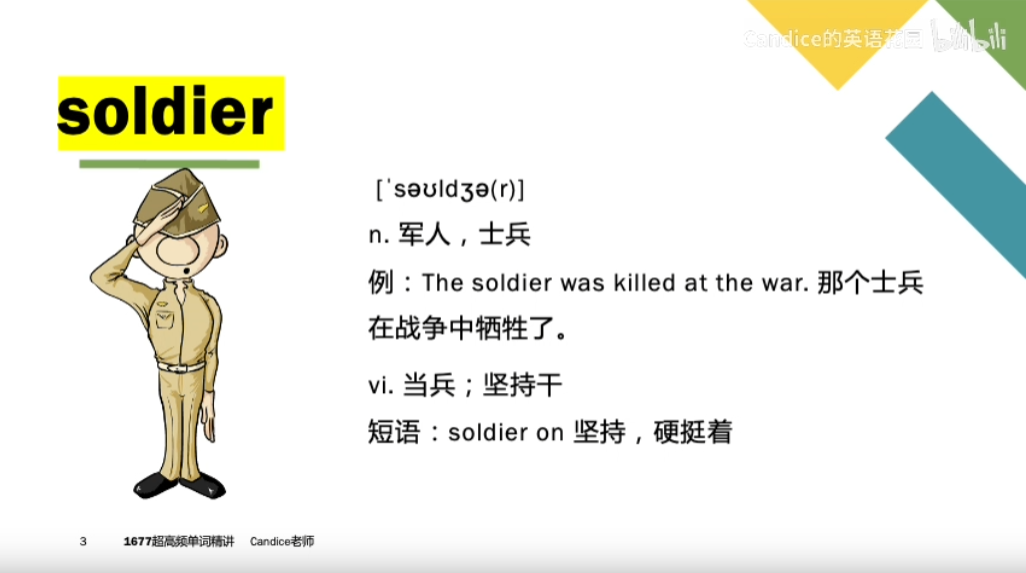 Candice的英语花园 bilibili
soldier
[ˈsəʊldʒə(r)]
n. 军人，士兵
例：The soldier was killed at the war. 那个士兵
在战争中牺牲了。
vi. 当兵；坚持干
短语：soldier on 坚持，硬挺着
3 1677超高频单词精讲 Candice老师